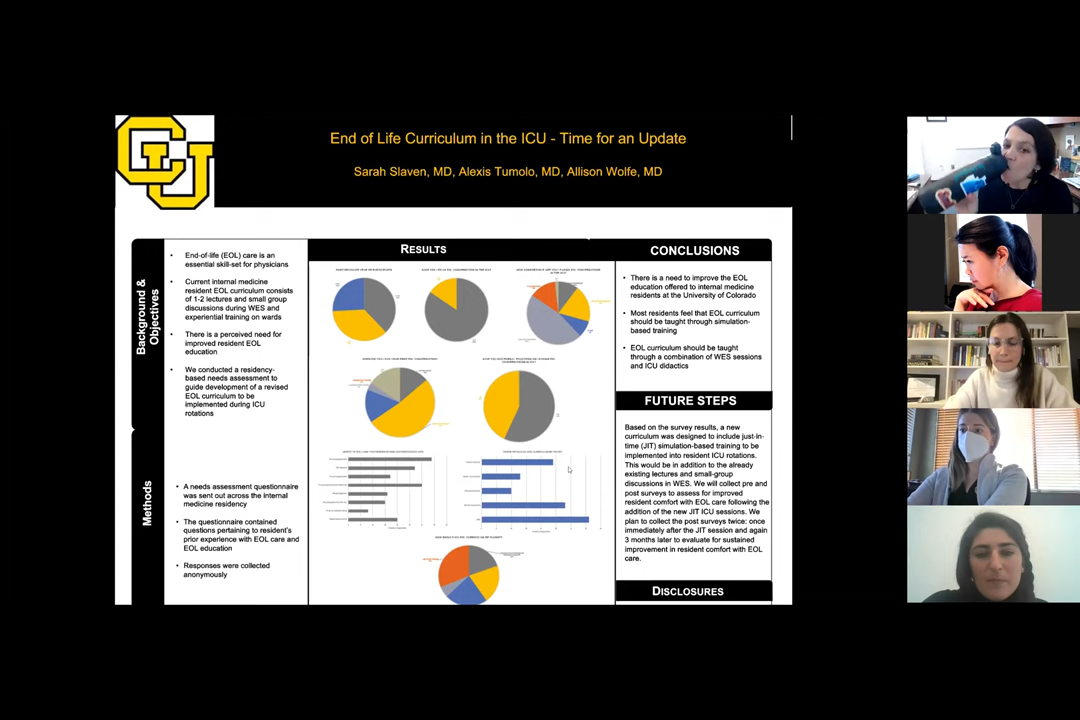 CU
End of Life Curriculum in the ICU - Time for an Update
Sarah Slaven, MD, Alexis Tumolo, MD, Allison Wolfe, MD
Background &
Objectives
• End-of-life (EOL) care is an
essential skill-set for physicians
• Current internal medicine
resident EOL curriculum consists
of 1-2 lectures and small group
discussions during WES and
experiential training on wards
• There is a perceived need for
improved resident EOL
education
• We conducted a residency-
based needs assessment to
guide development of a revised
EOL curriculum to be
implemented during ICU
rotations
Methods
• A needs assessment questionnaire
was sent out across the internal
medicine residency
• The questionnaire contained
questions pertaining to resident's
prior experience with EOL care and
EOL education
• Responses were collected
anonymously
RESULTS
CONCLUSIONS
• There is a need to improve the EOL
education offered to internal medicine
residents at the University of Colorado
• Most residents feel that EOL curriculum
should be taught through simulation-
based training
• EOL curriculum should be taught
through a combination of WES sessions
and ICU didactics
FUTURE STEPS
Based on the survey results, a new
curriculum was designed to include just-in-
time (JIT) simulation-based training to be
implemented into resident ICU rotations.
This would be in addition to the already
existing lectures and small-group
discussions in WES. We will collect pre and
post surveys to assess for improved
resident comfort with EOL care following the
addition of the new JIT ICU sessions. We
plan to collect the post surveys twice: once
immediately after the JIT session and again
3 months later to evaluate for sustained
improvement in resident comfort with EOL
care.
DISCLOSURES